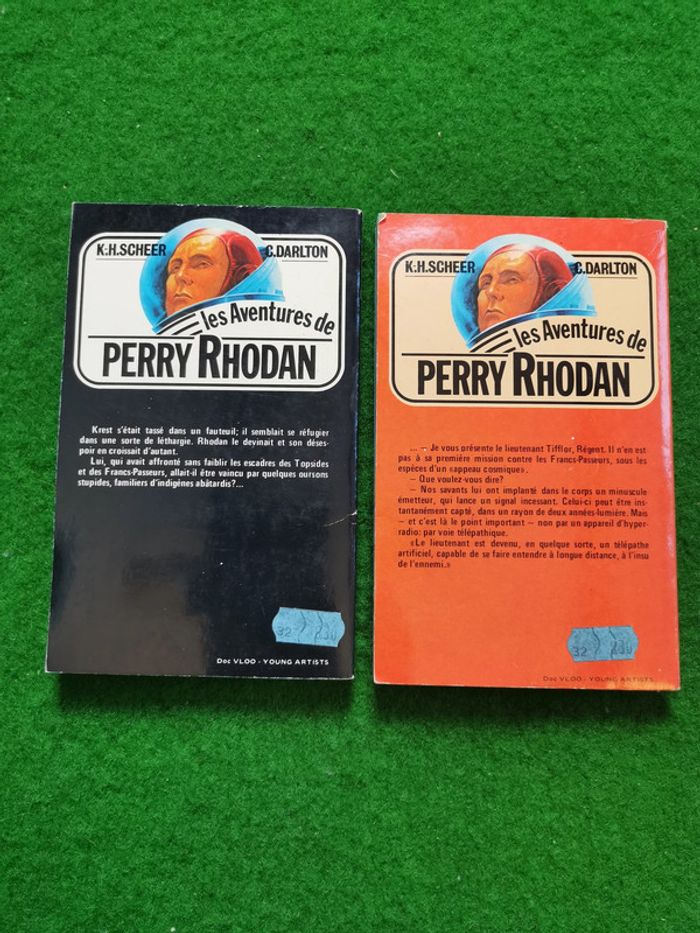 K.H.SCHEER
C.DARLTON
les Aventures de
PERRY RHODAN
Krest s'était tassé dans un fauteuil; il semblait se réfugier
dans une sorte de léthargie. Rhodan le devinait et son déses-
poir en croissait d'autant.
Lui, qui avait affronté sans faiblir les escadres des Topsides
et des Francs-Passeurs, allait-il être vaincu par quelques oursons
stupides, familiers d'indigènes abâtardis?...
32
230
Doc VLOO - YOUNG ARTISTS
K.H.SCHEER
C.DARLTON
les Aventures de
PERRY RHODAN
... – Je vous présente le lieutenant Tifflor, Régent. Il n'en est
pas à sa première mission contre les Francs-Passeurs, sous les
espèces d'un «appeau cosmique».
– Que voulez-vous dire?
– Nos savants lui ont implanté dans le corps un minuscule
émetteur, qui lance un signal incessant. Celui-ci peut être ins-
tantanément capté, dans un rayon de deux années-lumière. Mais
– et c'est là le point important – non par un appareil d'hyper-
radio: par voie télépathique.
«Le lieutenant est devenu, en quelque sorte, un télépathe
artificiel, capable de se faire entendre à longue distance, à l'insu
de l'ennemi.»
32
230
Doc VLOO - YOUNG ARTISTS